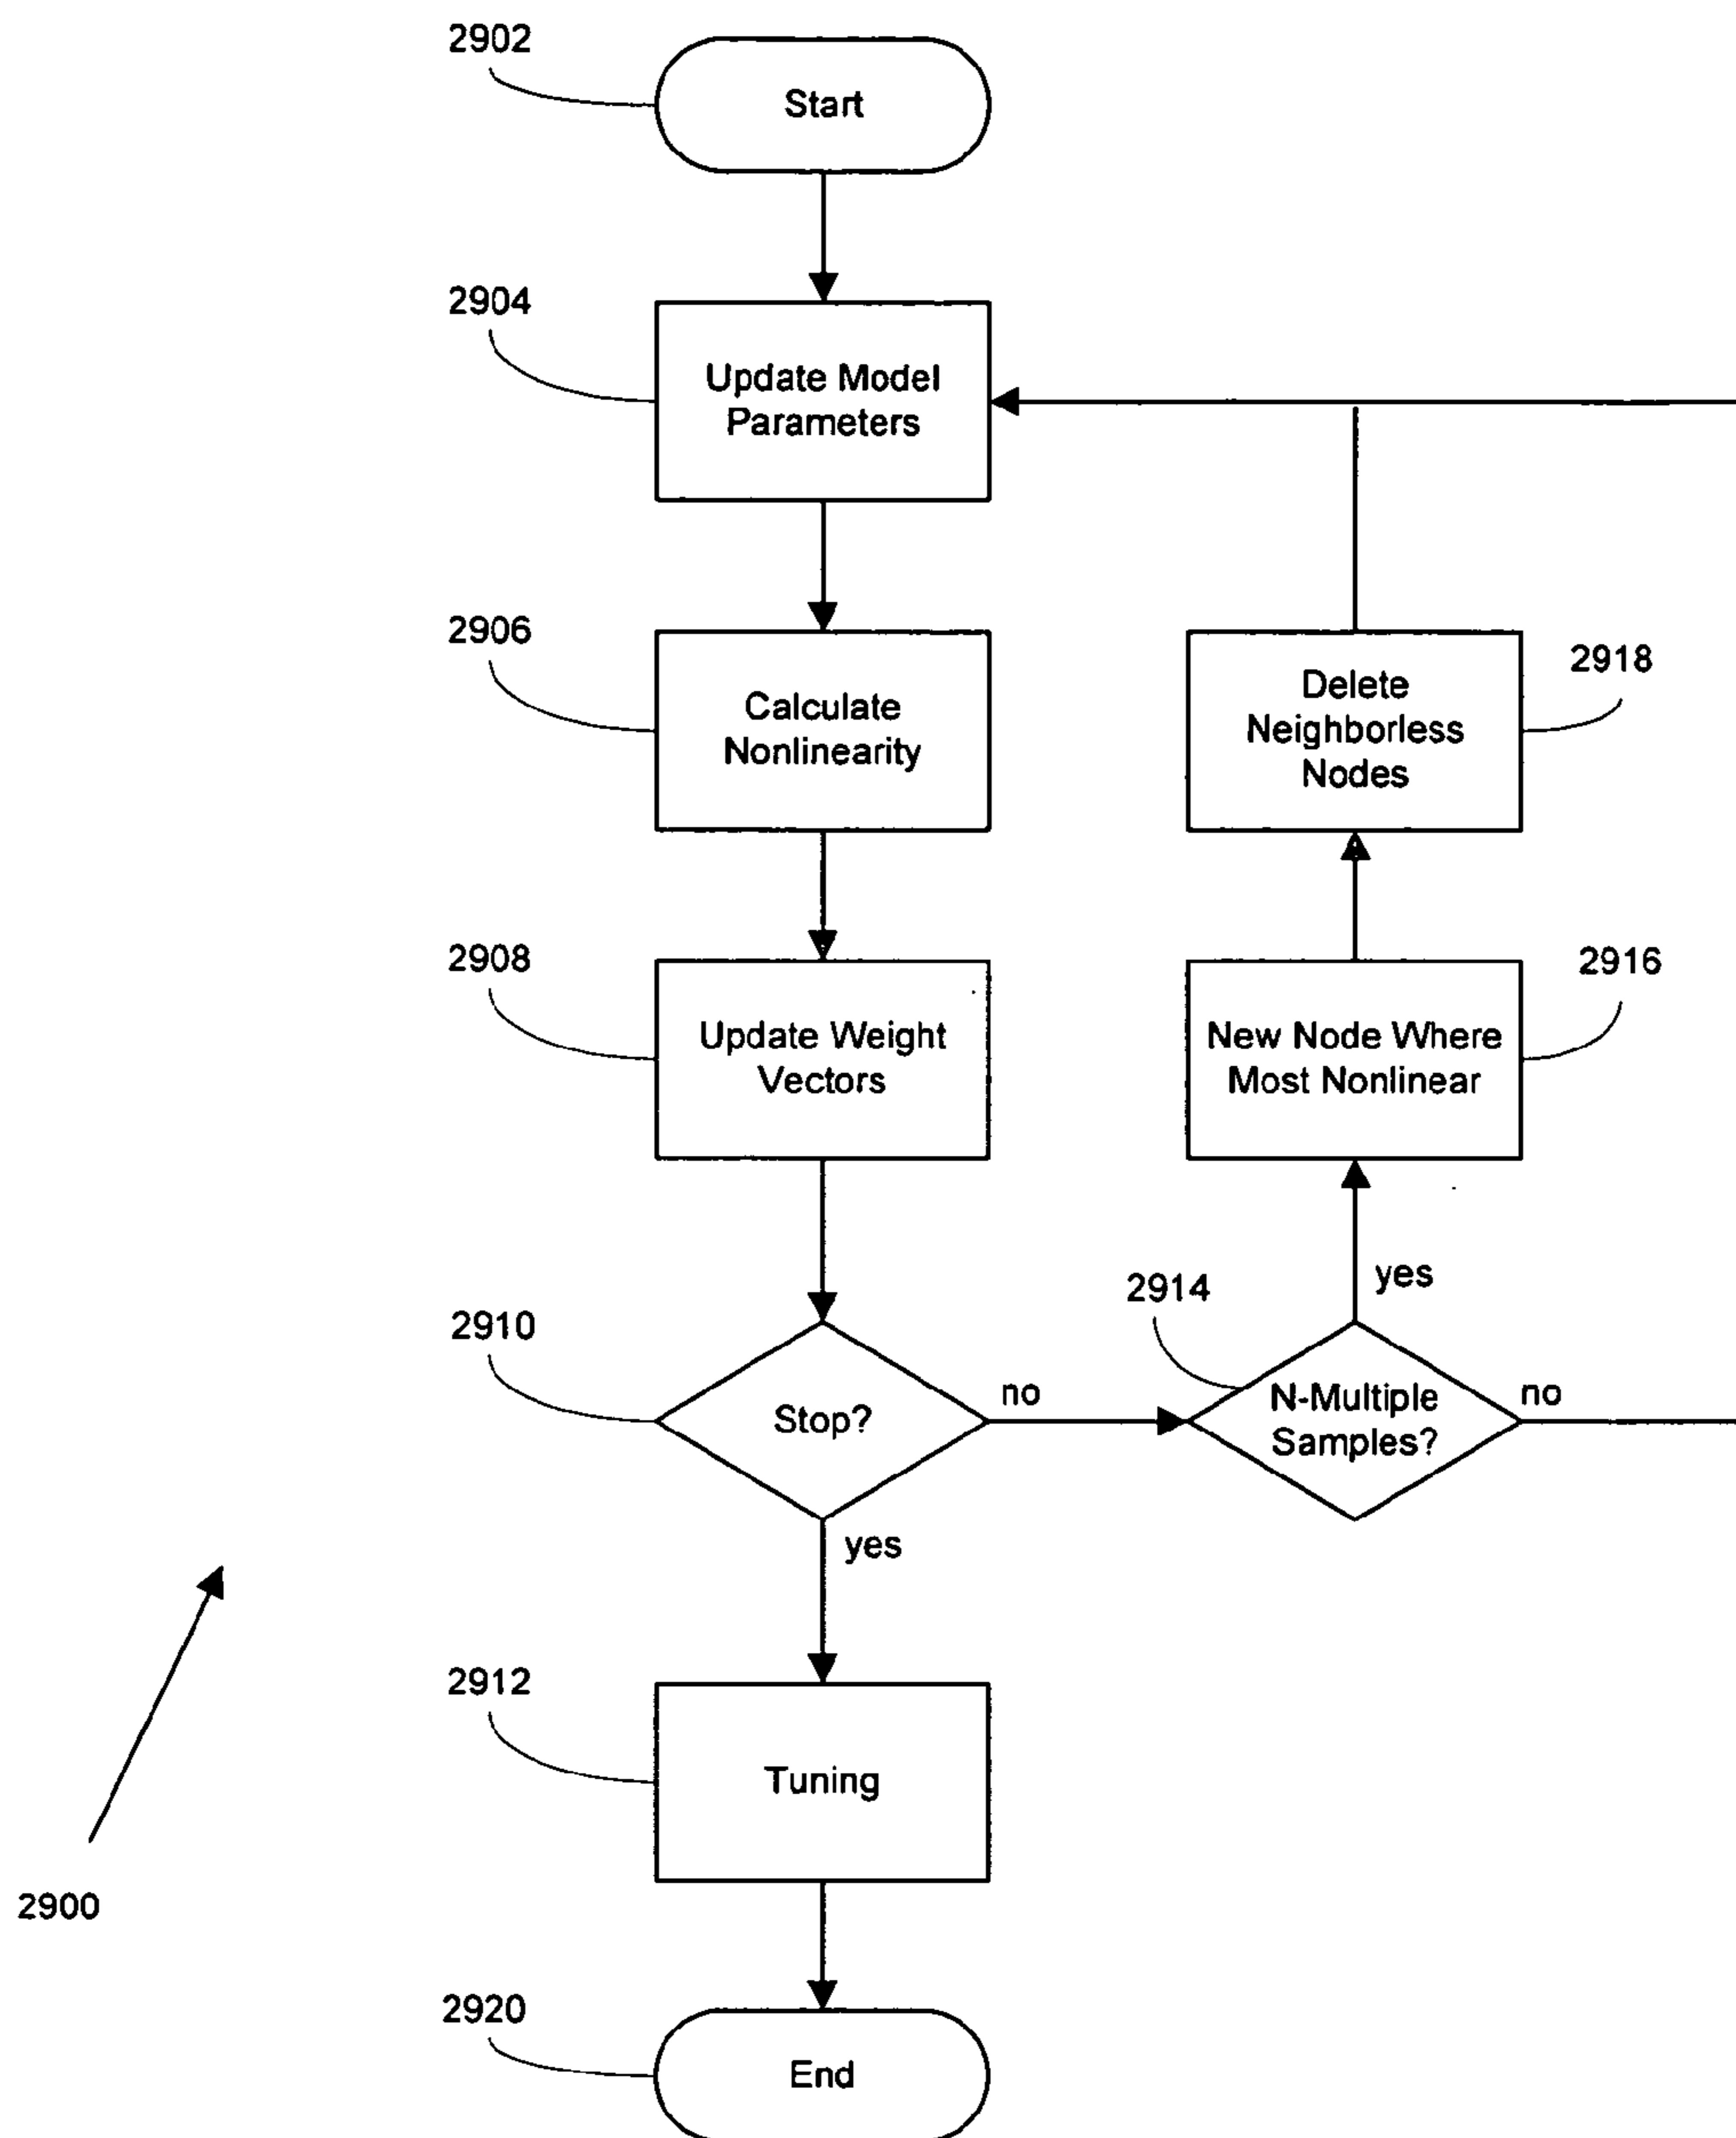 2902
Start
2904
Update Model
Parameters
2906
Calculate
Nonlinearity
Delete
Neighborless
Nodes
2918
2908
Update Weight
Vectors
New Node Where
Most Nonlinear
2916
2910
Stop?
no
2914
yes
N-Multiple
Samples?
no
yes
2912
Tuning
2900
2920
End